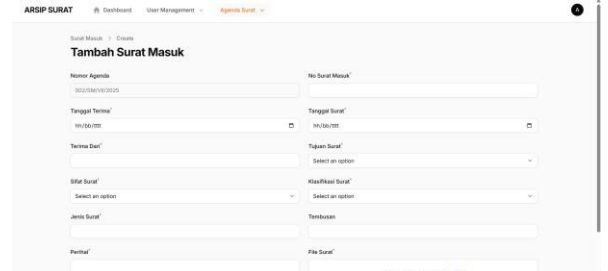 ARSIP SURAT Dashboard User Management Agenda Surat A
Surat Masuk > Create
Tambah Surat Masuk
Nomor Agenda No Surat Masuk*
002/SM/VII/2025
Tanggal Terima* Tanggal Surat*
hh/bb/tttt hh/bb/tttt
Terima Dari* Tujuan Surat*
Select an option
Sifat Surat* Klasifikasi Surat*
Select an option Select an option
Jenis Surat* Tembusan
Perihal* File Surat*